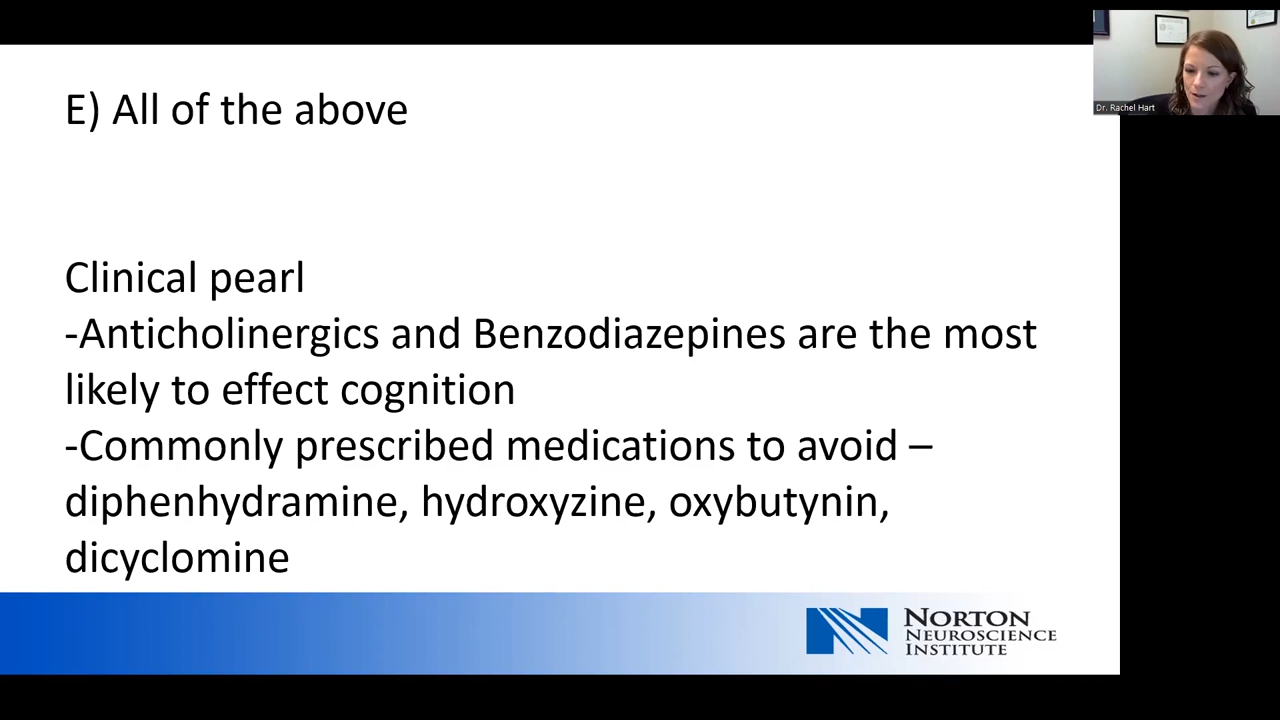 E) All of the above
Clinical pearl
-Anticholinergics and Benzodiazepines are the most
likely to effect cognition
-Commonly prescribed medications to avoid –
diphenhydramine, hydroxyzine, oxybutynin,
dicyclomine
NORTON
NEUROSCIENCE
INSTITUTE
Dr. Rachel Hart